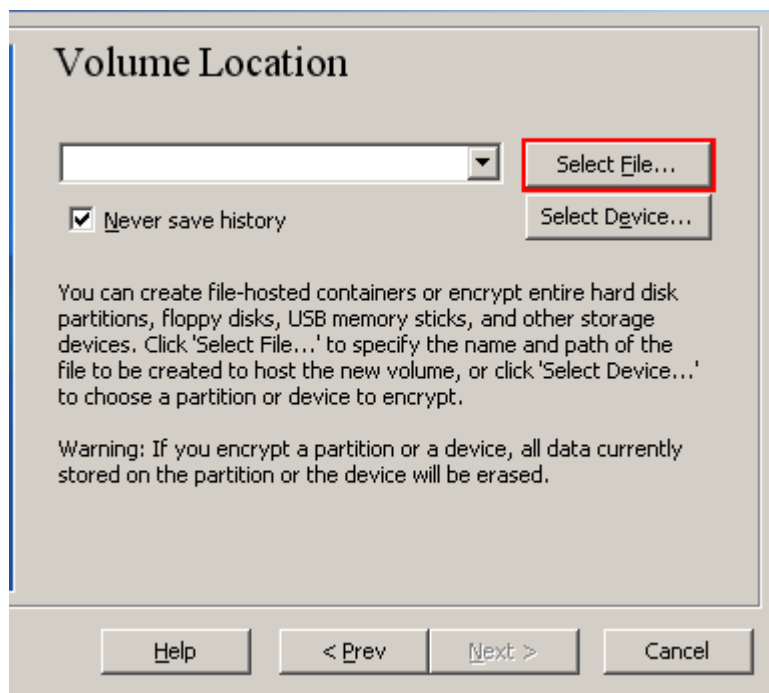 Volume Location
Select File...
Never save history
Select Device...
You can create file-hosted containers or encrypt entire hard disk
partitions, floppy disks, USB memory sticks, and other storage
devices. Click 'Select File...' to specify the name and path of the
file to be created to host the new volume, or click 'Select Device...'
to choose a partition or device to encrypt.
Warning: If you encrypt a partition or a device, all data currently
stored on the partition or the device will be erased.
Help < Prev Next > Cancel